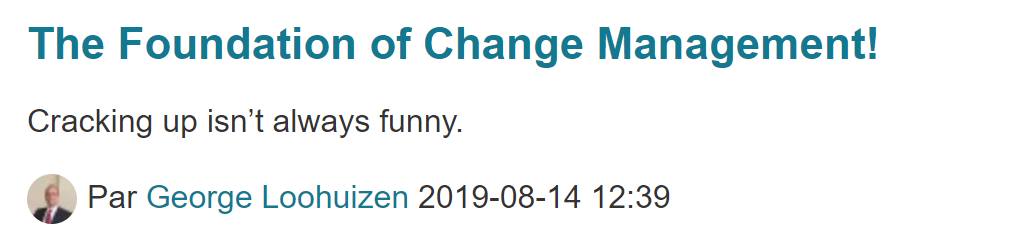 The Foundation of Change Management!
Cracking up isn’t always funny.
Par George Loohuizen 2019-08-14 12:39